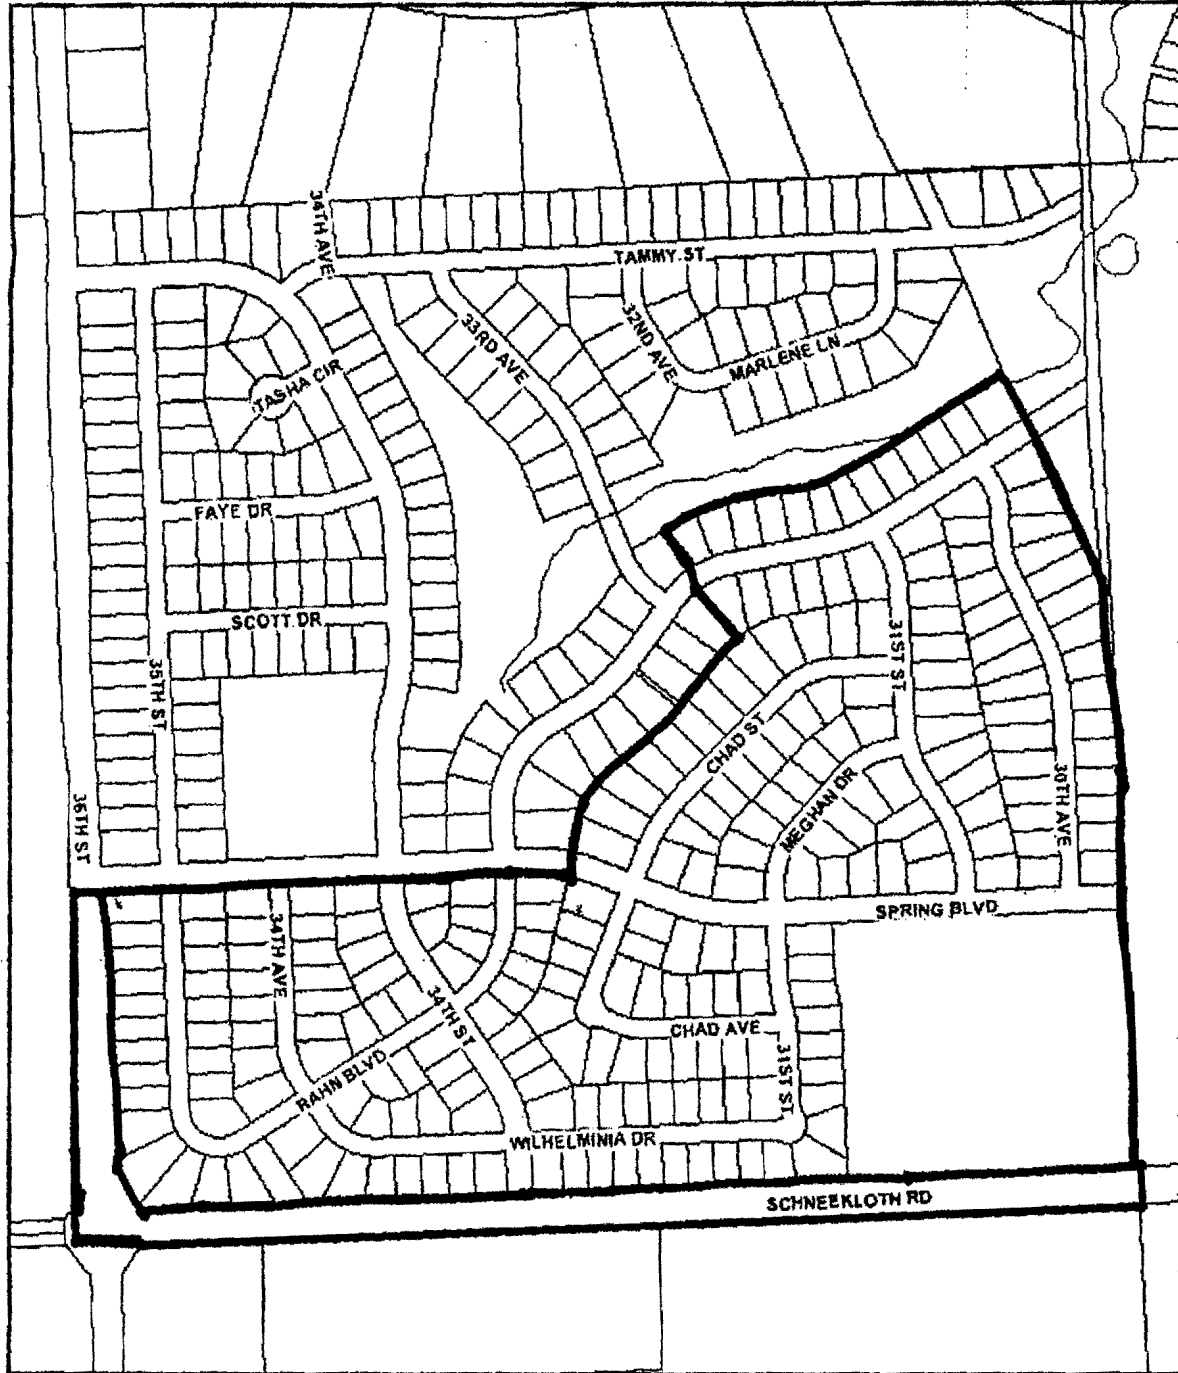 34TH AVE
TAMMY ST
33RD AVE
32ND AVE
MARLENE LN
TASHA CIR
FAYE DR
SCOTT DR
31ST ST
35TH ST
CHAD ST
36TH ST
MEGHAN DR
30TH AVE
SPRING BLVD
34TH AVE
34TH ST
CHAD AVE
RAHN BLVD
31ST ST
WILHELMINIA DR
SCHNEEKLOTH RD